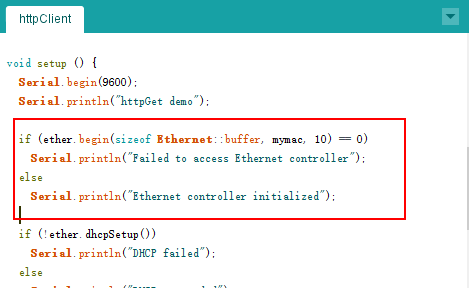 httpClient
void setup () {
Serial.begin(9600);
Serial.println("httpGet demo");
if (ether.begin(sizeof Ethernet::buffer, mymac, 10) == 0)
Serial.println("Failed to access Ethernet controller");
else
Serial.println("Ethernet controller initialized");
if (!ether.dhcpSetup())
Serial.println("DHCP failed");
else